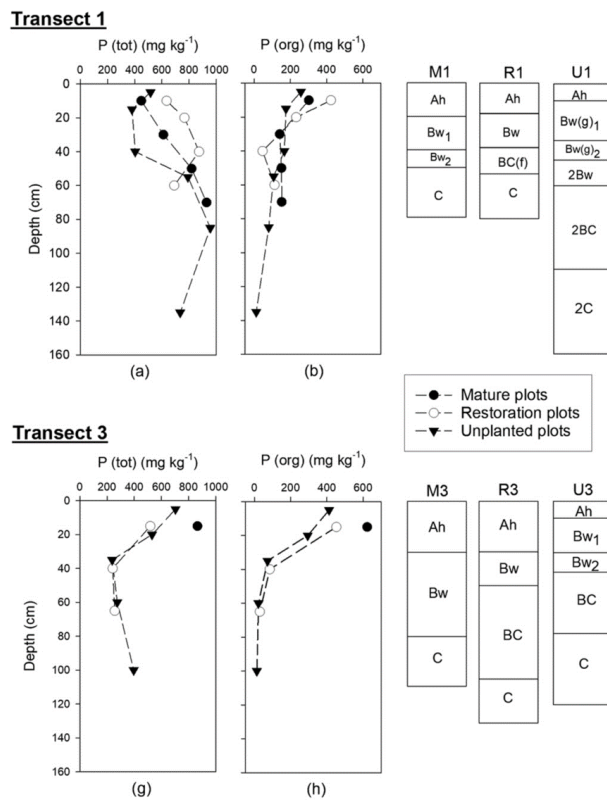 Transect 1
P (tot) (mg kg-1)
0 200 400 600 800 1000
P (org) (mg kg-1)
0 200 400 600
Depth (cm)
0
20
40
60
80
100
120
140
160
(a)
(b)
M1
Ah
Bw1
Bw2
C
R1
Ah
Bw
BC(f)
C
U1
Ah
Bw(g)1
Bw(g)2
2Bw
2BC
2C
Mature plots
Restoration plots
Unplanted plots
Transect 3
P (tot) (mg kg-1)
0 200 400 600 800 1000
P (org) (mg kg-1)
0 200 400 600
Depth (cm)
0
20
40
60
80
100
120
140
160
(g)
(h)
M3
Ah
Bw
C
R3
Ah
Bw
BC
C
U3
Ah
Bw1
Bw2
BC
C